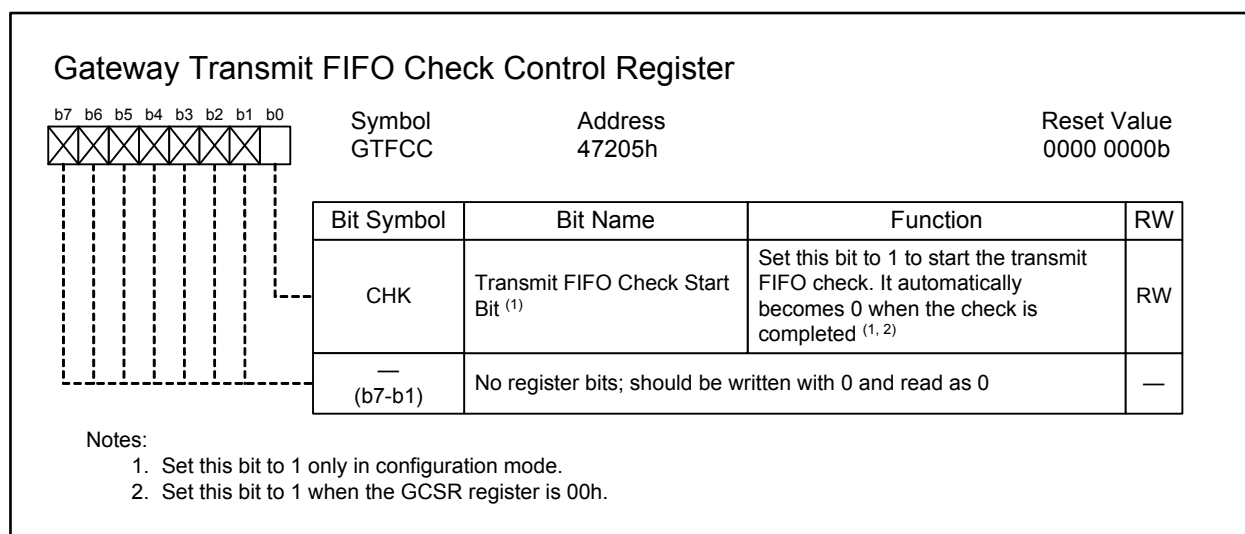 Gateway Transmit FIFO Check Control Register
b7 b6 b5 b4 b3 b2 b1 b0
Symbol Address Reset Value
GTFCC 47205h 0000 0000b
Bit Symbol Bit Name Function RW
CHK
Transmit FIFO Check Start
Bit (1)
Set this bit to 1 to start the transmit
FIFO check. It automatically
becomes 0 when the check is
completed (1, 2)
RW
—
(b7-b1)
No register bits; should be written with 0 and read as 0
—
Notes:
1. Set this bit to 1 only in configuration mode.
2. Set this bit to 1 when the GCSR register is 00h.